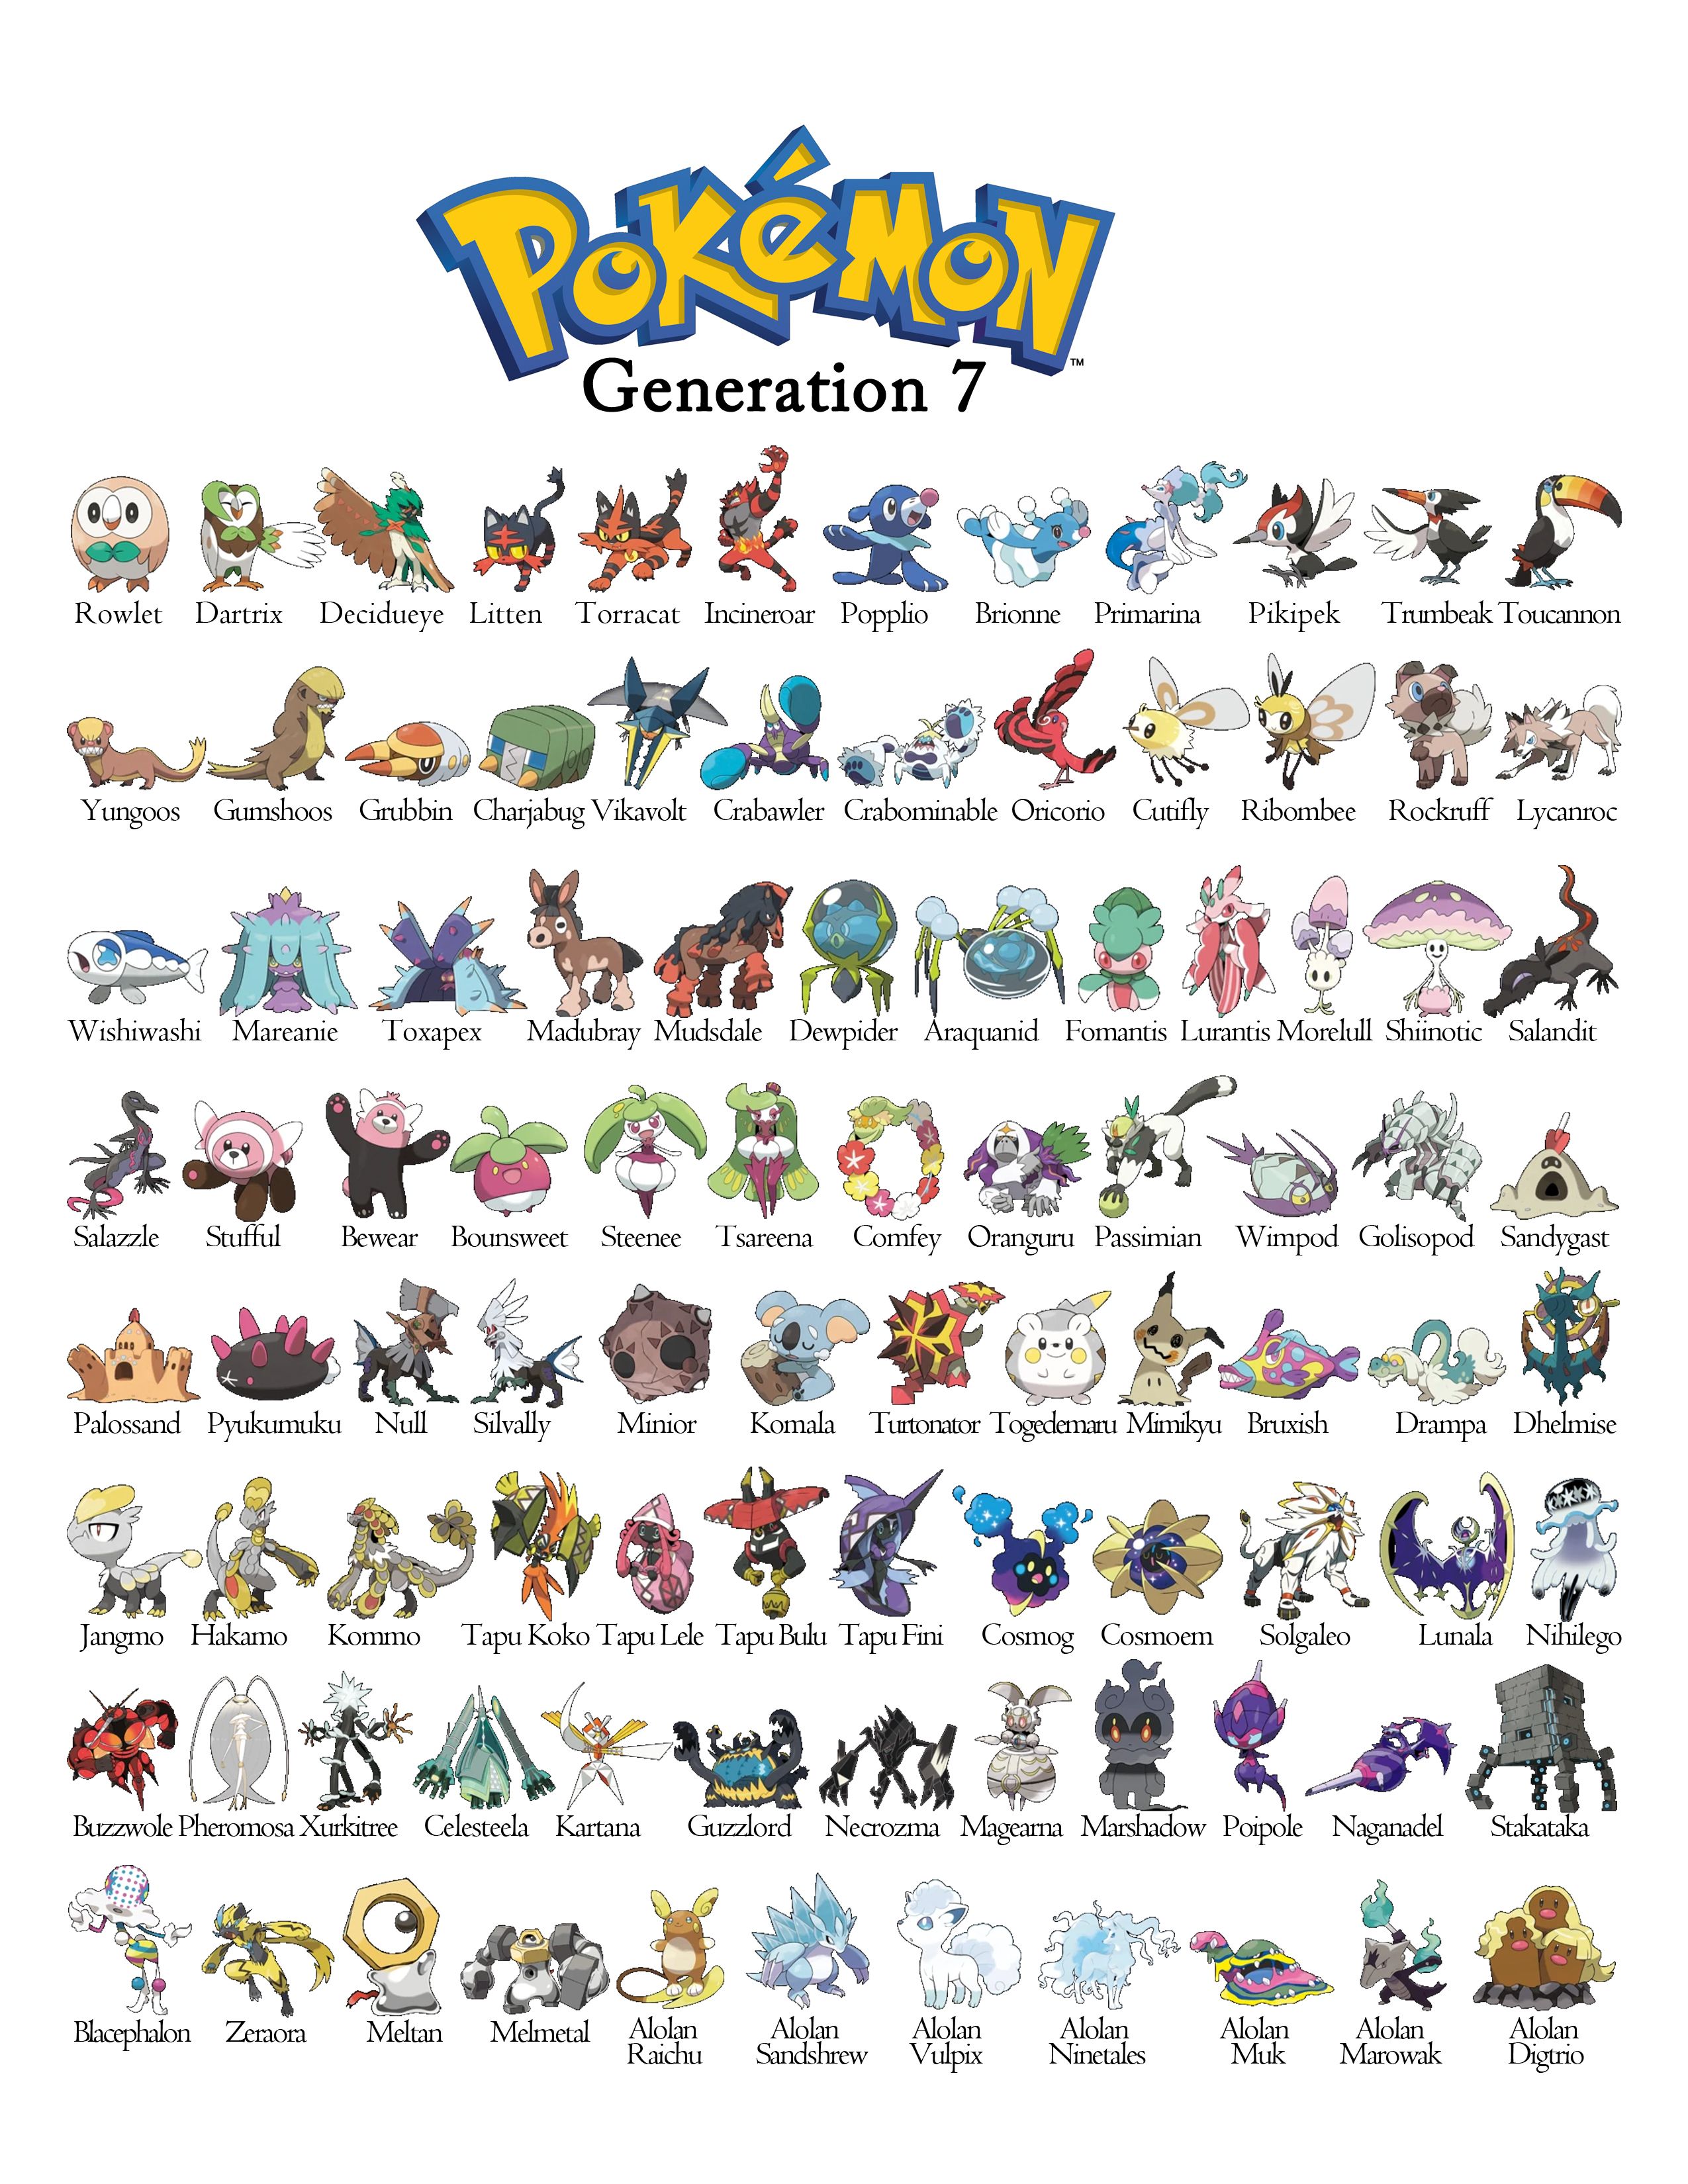 POKéMON
™
Generation 7
Rowlet Dartrix Decidueye Litten Torracat Incineroar Popplio Brionne Primarina Pikipek Trumbeak Toucannon
Yungoos Gumshoos Grubbin Charjabug Vikavolt Crabawler Crabominable Oricorio Cutifly Ribombee Rockruff Lycanroc
Wishiwashi Mareanie Toxapex Madubray Mudsdale Dewpider Araquanid Fomantis Lurantis Morelull Shiinotic Salandit
Salazzle Stufful Bewear Bounsweet Steenee Tsareena Comfey Oranguru Passimian Wimpod Golisopod Sandygast
Palossand Pyukumuku Null Silvally Minior Komala Turtonator Togedemaru Mimikyu Bruxish Drampa Dhelmise
Jangmo Hakamo Kommo Tapu Koko Tapu Lele Tapu Bulu Tapu Fini Cosmog Cosmoem Solgaleo Lunala Nihilego
Buzzwole Pheromosa Xurkitree Celesteela Kartana Guzzlord Necrozma Magearna Marshadow Poipole Naganadel Stakataka
Blacephalon Zeraora Meltan Melmetal Alolan Alolan Alolan Alolan Alolan Alolan Alolan
Raichu Sandshrew Vulpix Ninetales Muk Marowak Digtrio